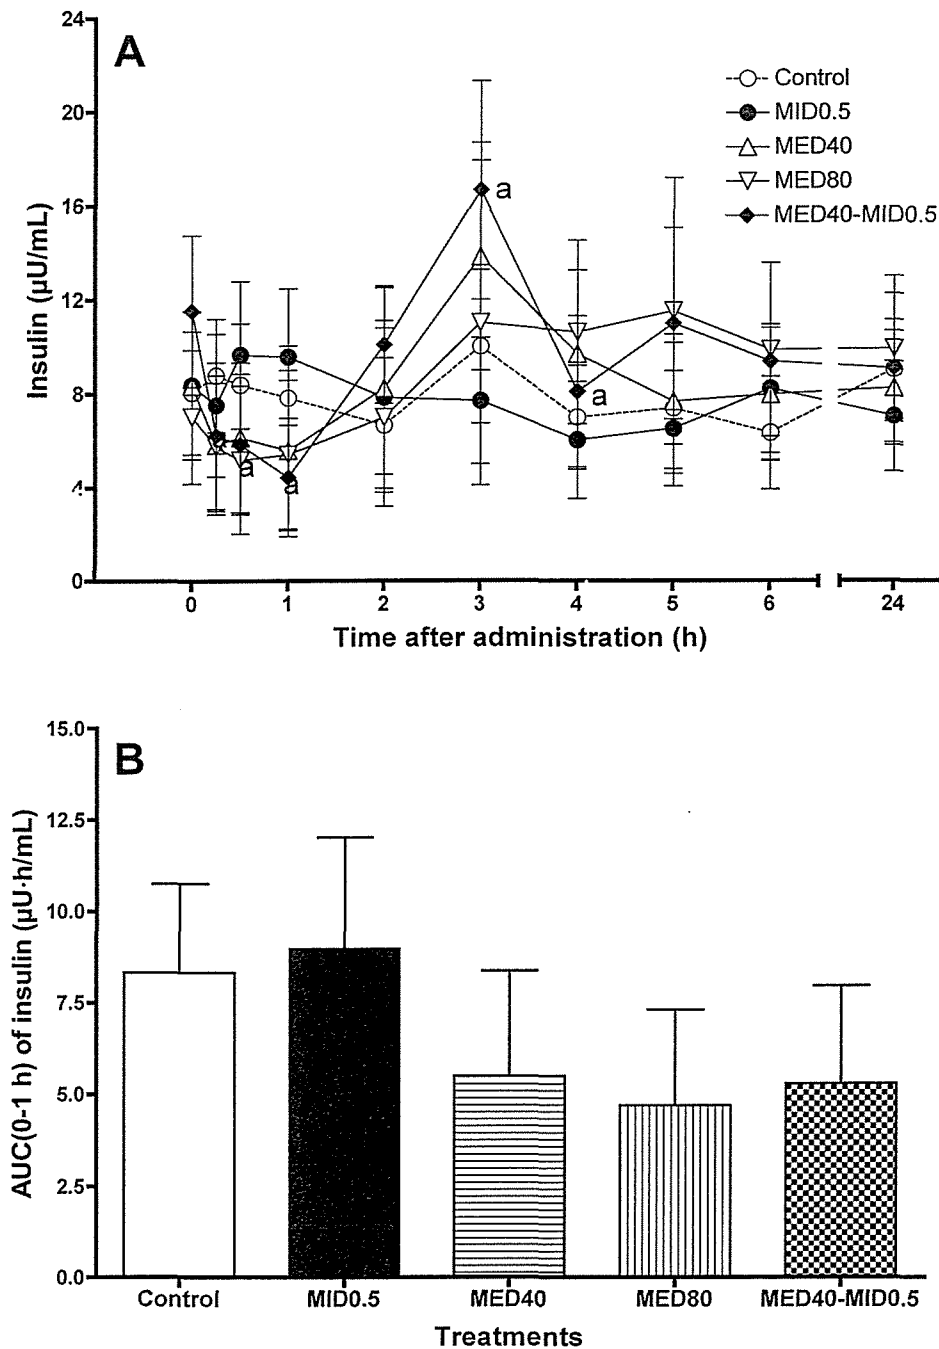 A
24
20
16
12
8
4
0
Insulin (µU/mL)
Control
MID0.5
MED40
MED80
MED40-MID0.5
a
a
a
a
a
0
1
2
3
4
5
6
24
Time after administration (h)
B
15.0
12.5
10.0
7.5
5.0
2.5
0.0
AUC(0-1 h) of insulin (µU·h/mL)
Control
MID0.5
MED40
MED80
MED40-MID0.5
Treatments